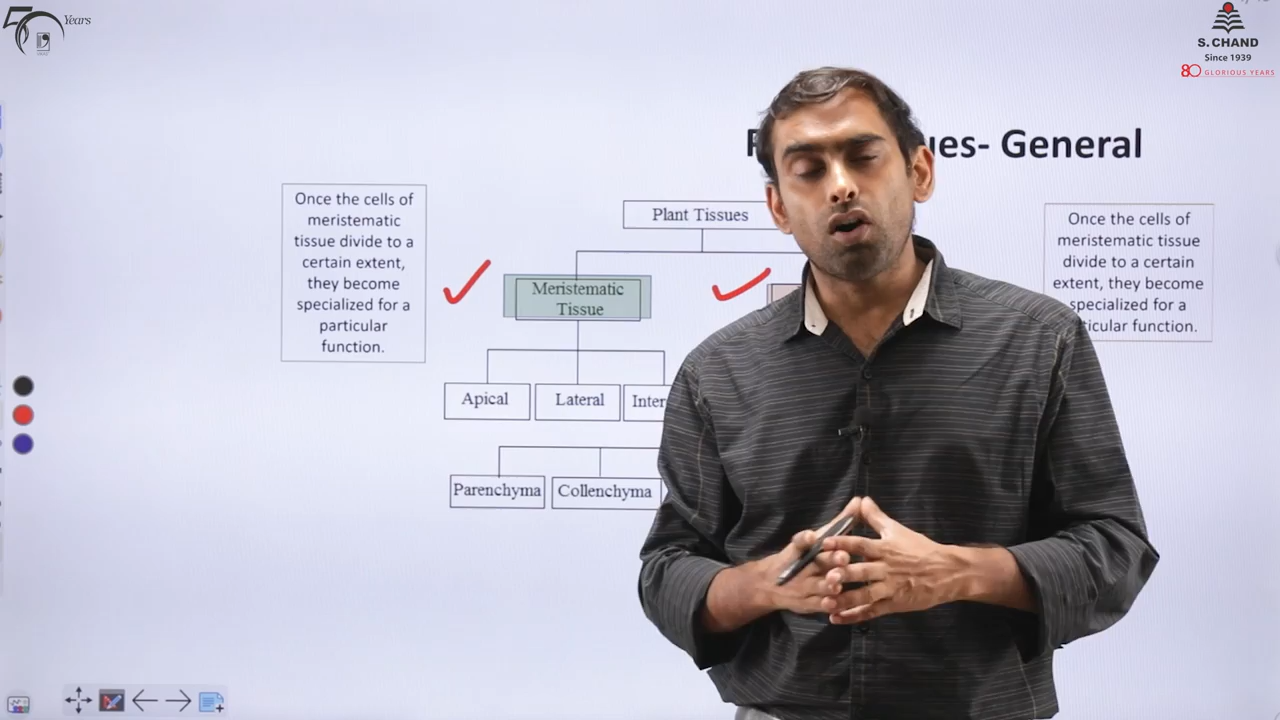 50 Years
S. CHAND
Since 1939
80 GLORIOUS YEARS
ues- General
Once the cells of
meristematic
tissue divide to a
certain extent,
they become
specialized for a
particular
function.
Plant Tissues
Once the cells of
meristematic tissue
divide to a certain
extent, they become
specialized for a
ticular function.
Meristematic
Tissue
Apical
Lateral
Inter
Parenchyma
Collenchyma